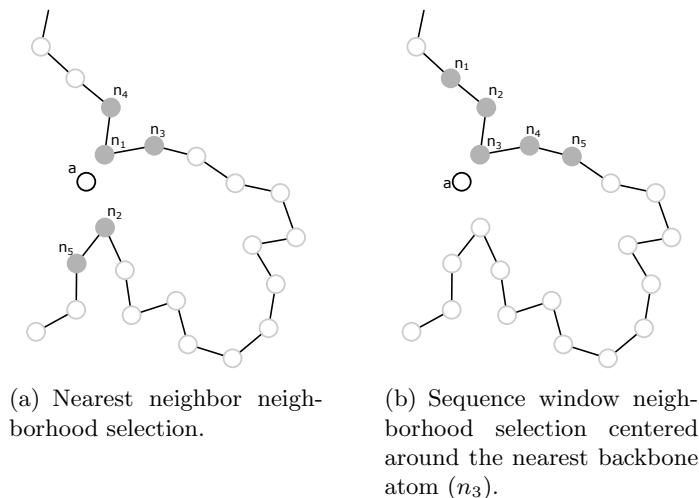 n4
n1
n3
a
n2
n5
n1
n2
n3
n4
n5
a
(a) Nearest neighbor neigh-
borhood selection.
(b) Sequence window neigh-
borhood selection centered
around the nearest backbone
atom (n3).